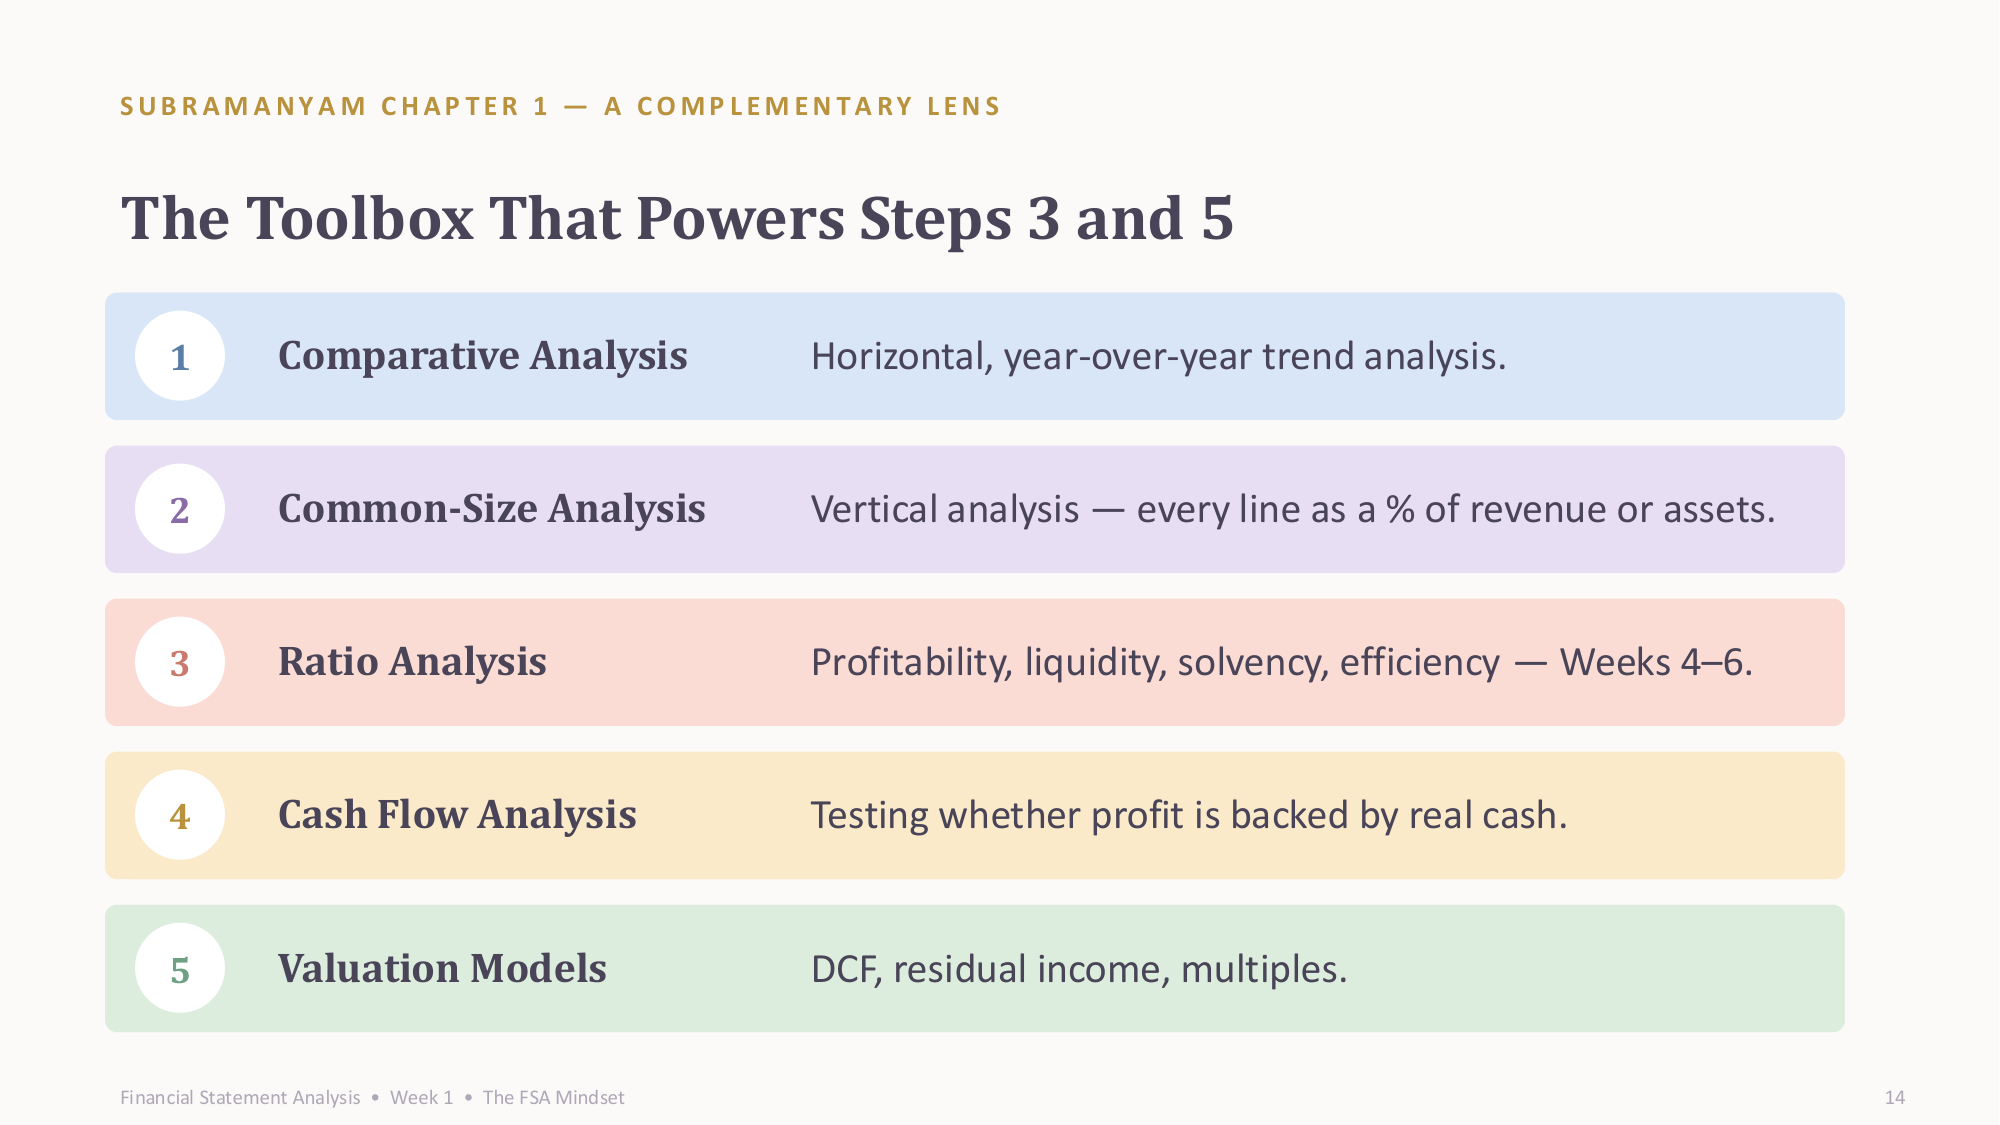 SUBRAMANYAM CHAPTER 1 — A COMPLEMENTARY LENS
The Toolbox That Powers Steps 3 and 5
1 Comparative Analysis Horizontal, year-over-year trend analysis.
2 Common-Size Analysis Vertical analysis — every line as a % of revenue or assets.
3 Ratio Analysis Profitability, liquidity, solvency, efficiency — Weeks 4–6.
4 Cash Flow Analysis Testing whether profit is backed by real cash.
5 Valuation Models DCF, residual income, multiples.
Financial Statement Analysis • Week 1 • The FSA Mindset 14